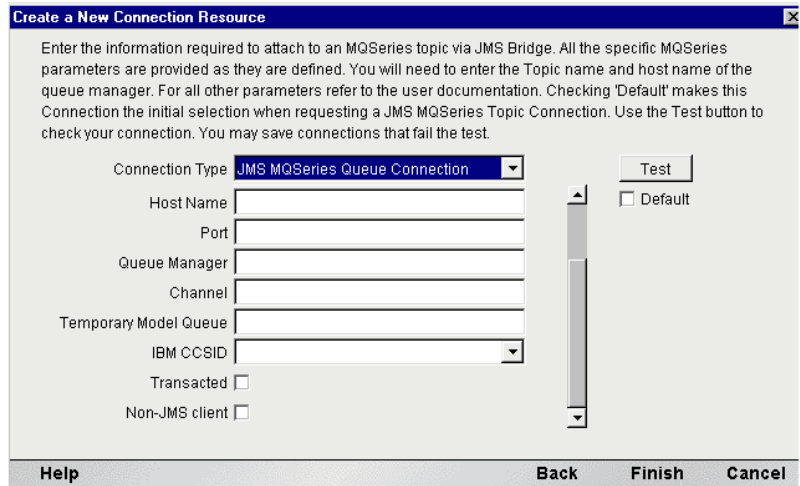 Create a New Connection Resource
Enter the information required to attach to an MQSeries topic via JMS Bridge. All the specific MQSeries
parameters are provided as they are defined. You will need to enter the Topic name and host name of the
queue manager. For all other parameters refer to the user documentation. Checking 'Default' makes this
Connection the initial selection when requesting a JMS MQSeries Topic Connection. Use the Test button to
check your connection. You may save connections that fail the test.
Connection Type JMS MQSeries Queue Connection Test
Host Name Default
Port
Queue Manager
Channel
Temporary Model Queue
IBM CCSID
Transacted
Non-JMS client
Help Back Finish Cancel